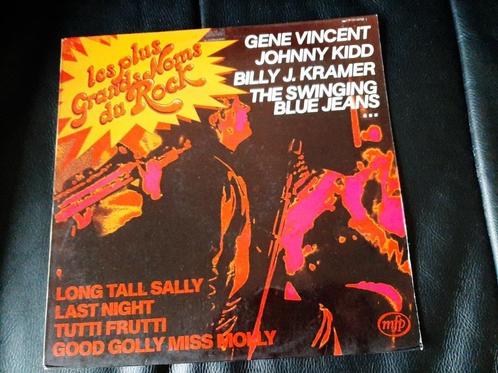 les plus
Grands Noms
du Rock
GENE VINCENT
JOHNNY KIDD
BILLY J. KRAMER
THE SWINGING
BLUE JEANS
...
LONG TALL SALLY
LAST NIGHT
TUTTI FRUTTI
GOOD GOLLY MISS MOLLY
mfp